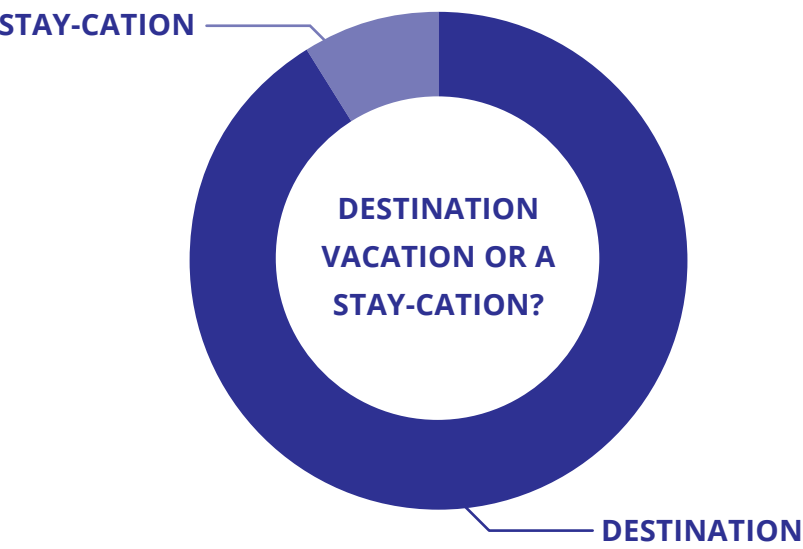 STAY-CATION
DESTINATION
VACATION OR A
STAY-CATION?
DESTINATION